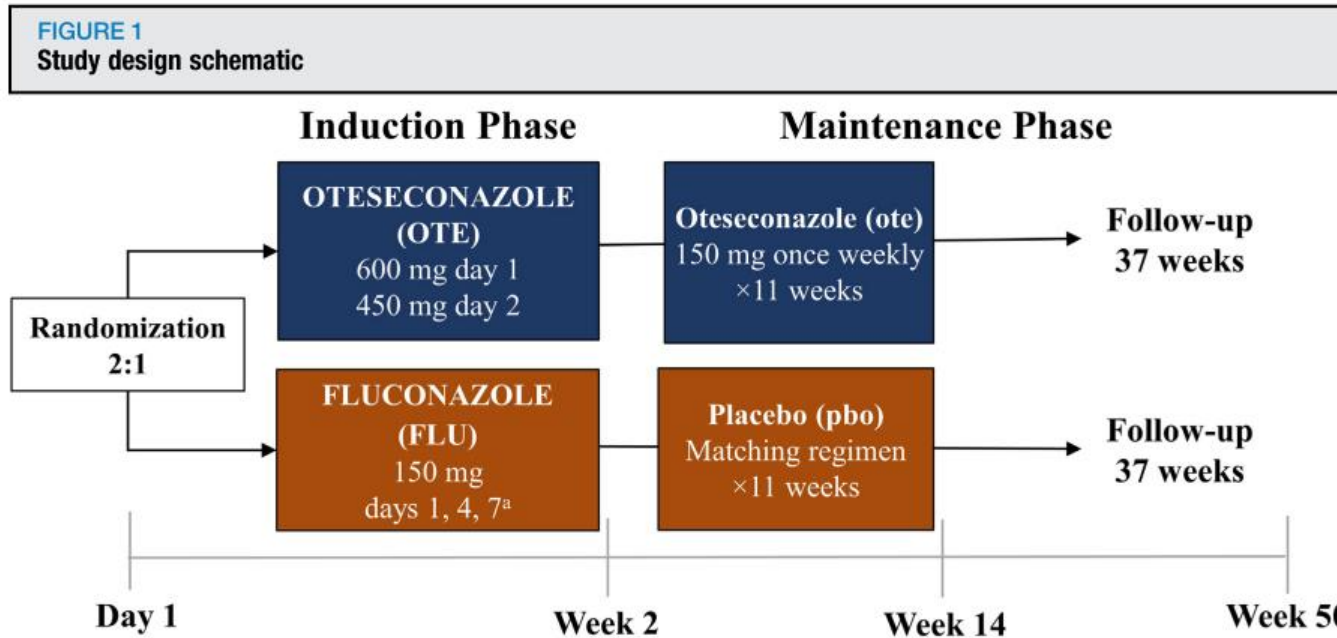 FIGURE 1
Study design schematic
Induction Phase
Maintenance Phase
Randomization
2:1
OTESECONAZOLE
(OTE)
600 mg day 1
450 mg day 2
Oteseconazole (ote)
150 mg once weekly
×11 weeks
Follow-up
37 weeks
FLUCONAZOLE
(FLU)
150 mg
days 1, 4, 7ᵃ
Placebo (pbo)
Matching regimen
×11 weeks
Follow-up
37 weeks
Day 1
Week 2
Week 14
Week 50